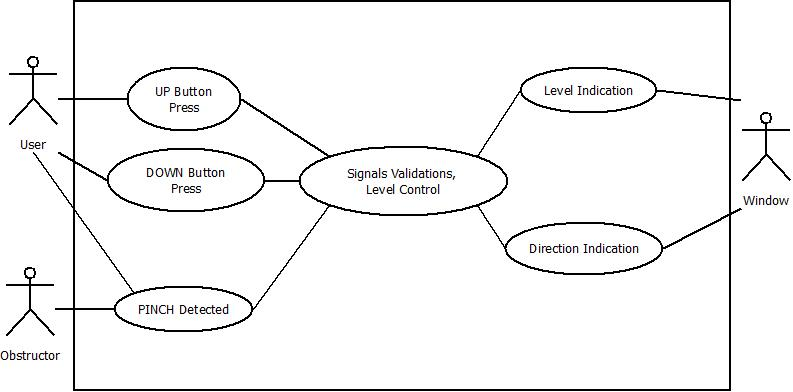 UP Button
Press
Level Indication
User
DOWN Button
Press
Signals Validations,
Level Control
Window
Direction Indication
PINCH Detected
Obstructor